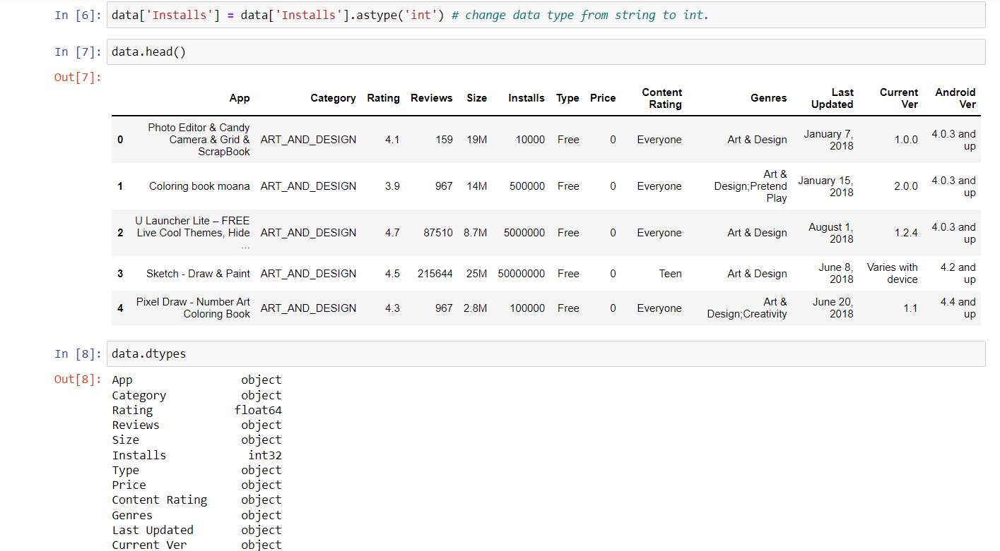 In [6]: data['Installs'] = data['Installs'].astype('int') # change data type from string to int.
In [7]: data.head()
Out[7]:
App Category Rating Reviews Size Installs Type Price Content Rating Genres Last Updated Current Ver Android Ver
0 Photo Editor & Candy Camera & Grid & ScrapBook ART_AND_DESIGN 4.1 159 19M 10000 Free 0 Everyone Art & Design January 7, 2018 1.0.0 4.0.3 and up
1 Coloring book moana ART_AND_DESIGN 3.9 967 14M 500000 Free 0 Everyone Art & Design;Pretend Play January 15, 2018 2.0.0 4.0.3 and up
2 U Launcher Lite – FREE Live Cool Themes, Hide ... ART_AND_DESIGN 4.7 87510 8.7M 5000000 Free 0 Everyone Art & Design August 1, 2018 1.2.4 4.0.3 and up
3 Sketch - Draw & Paint ART_AND_DESIGN 4.5 215644 25M 50000000 Free 0 Teen Art & Design June 8, 2018 Varies with device 4.2 and up
4 Pixel Draw - Number Art Coloring Book ART_AND_DESIGN 4.3 967 2.8M 100000 Free 0 Everyone Art & Design;Creativity June 20, 2018 1.1 4.4 and up
In [8]: data.dtypes
Out[8]: App object
Category object
Rating float64
Reviews object
Size object
Installs int32
Type object
Price object
Content Rating object
Genres object
Last Updated object
Current Ver object